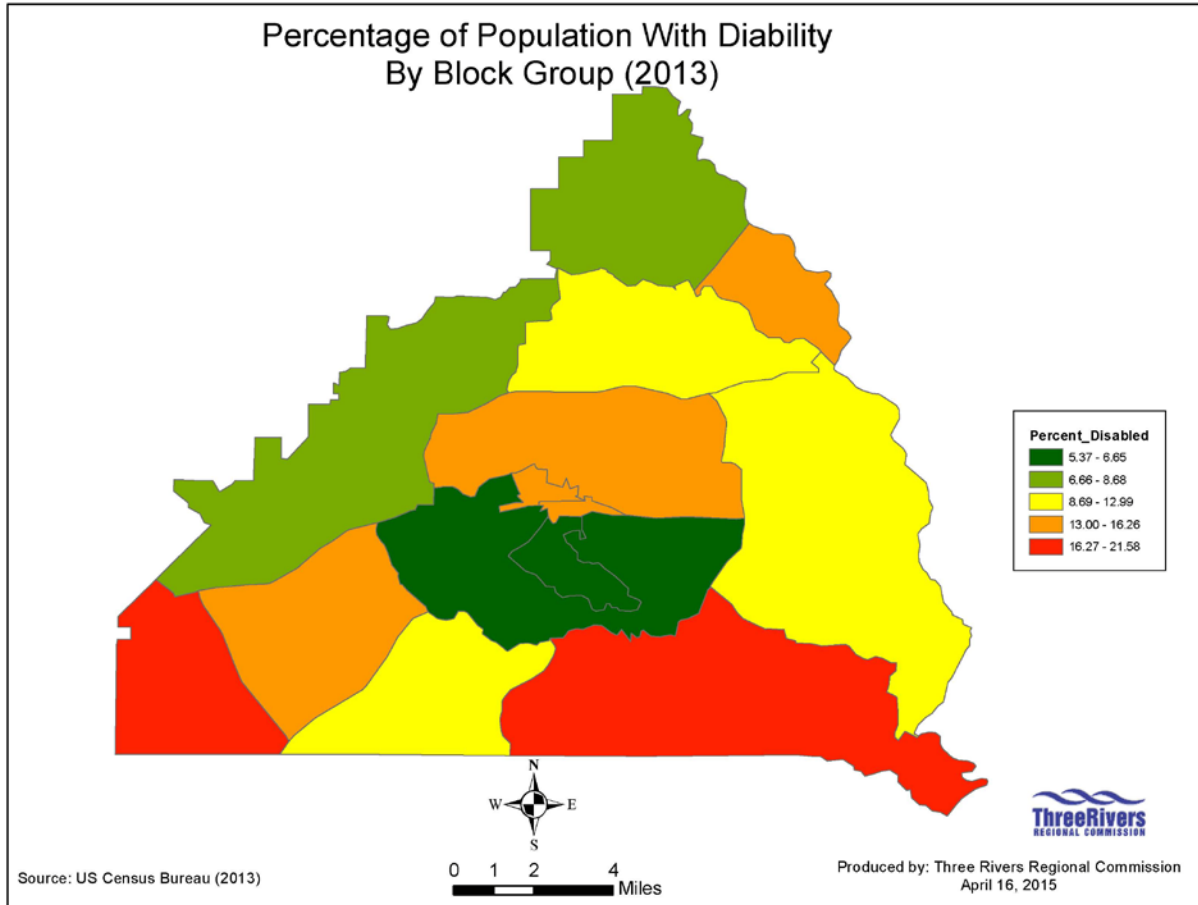 Percentage of Population With Diability
By Block Group (2013)
Percent_Disabled
5.37 - 6.65
6.66 - 8.68
8.69 - 12.99
13.00 - 16.26
16.27 - 21.58
N
W E
S
ThreeRivers
REGIONAL COMMISSION
0 1 2 4
Miles
Source: US Census Bureau (2013)
Produced by: Three Rivers Regional Commission
April 16, 2015